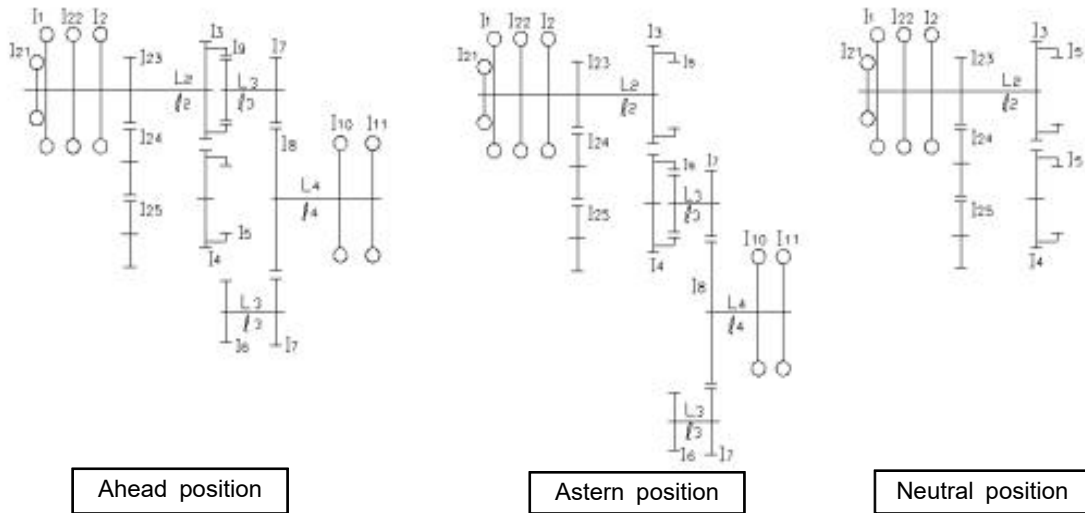 I1 I22 I2
I21
I23
I3
I9
I7
L2
ℓ2
L3
ℓ3
I24
I8
I10 I11
I25
L4
ℓ4
I5
I4
L3
ℓ3
I6 I7
Ahead position
I1 I22 I2
I21
I23
I3
L2
ℓ2
I24
I7
I25
L3
ℓ3
I4
I10 I11
I8
L4
ℓ4
L3
ℓ3
I6 I7
Astern position
I1 I22 I2
I21
I23
I3
I5
L2
ℓ2
I24
I5
I25
I4
Neutral position